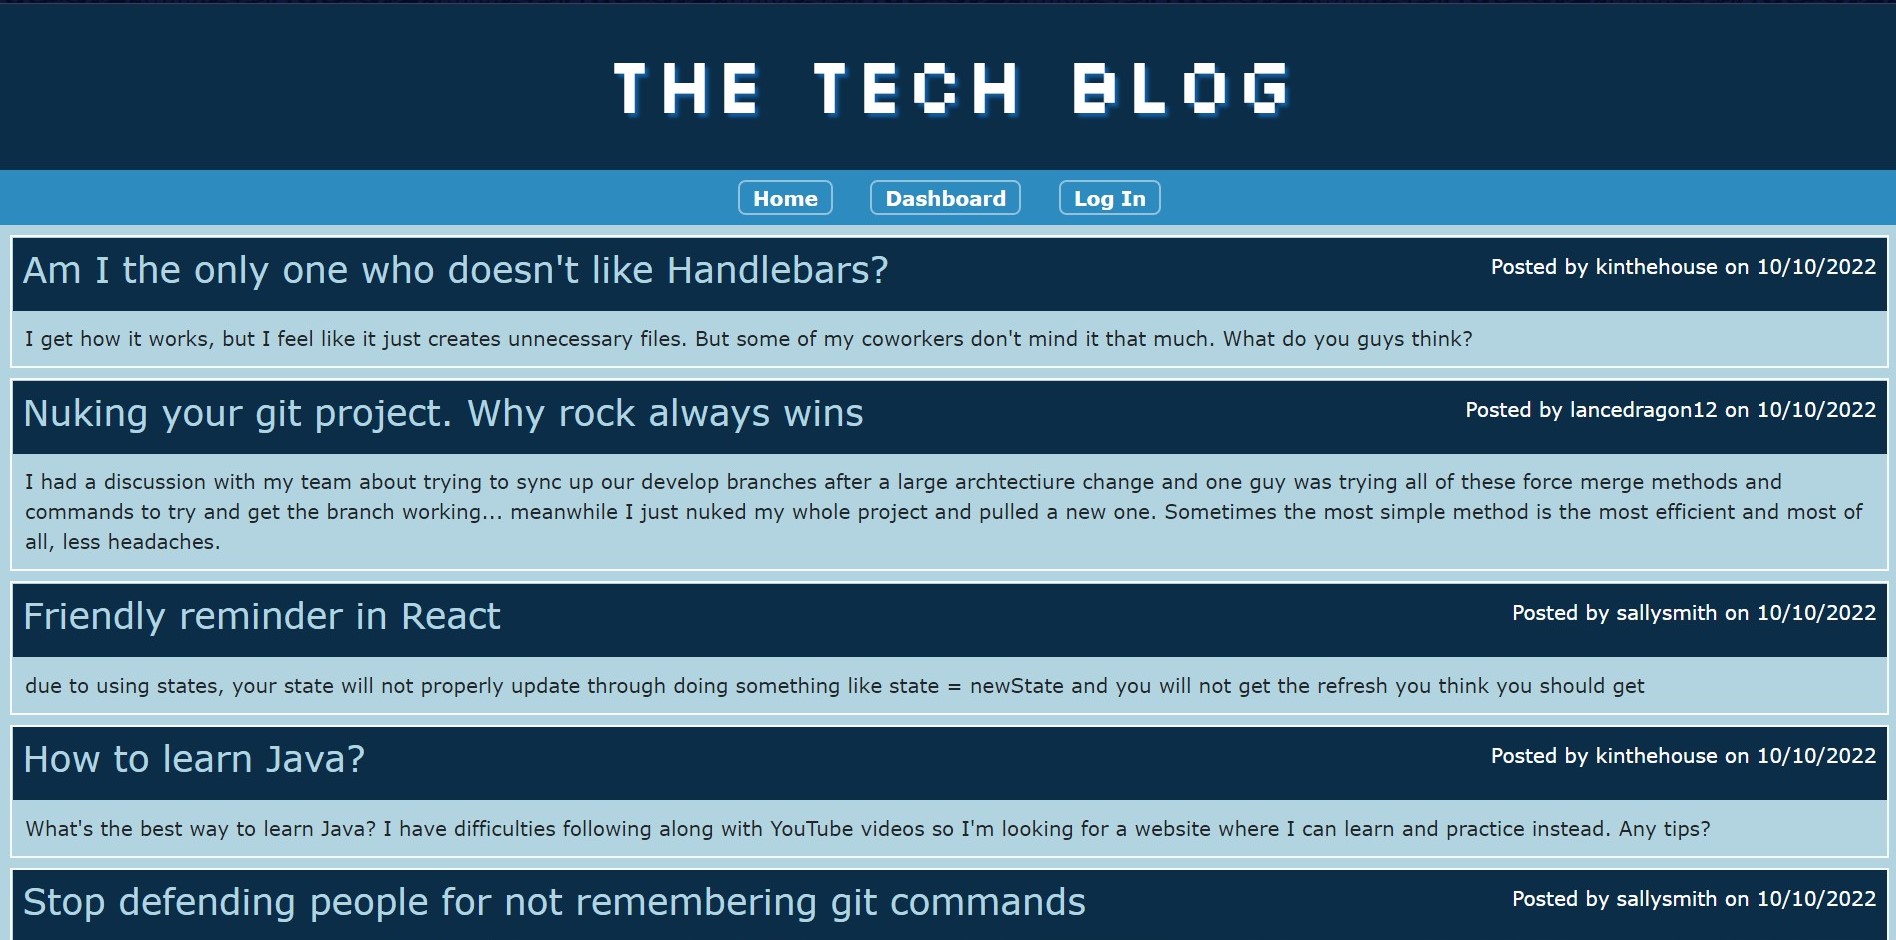 THE TECH BLOG
Home Dashboard Log In
Am I the only one who doesn't like Handlebars? Posted by kinthehouse on 10/10/2022
I get how it works, but I feel like it just creates unnecessary files. But some of my coworkers don't mind it that much. What do you guys think?
Nuking your git project. Why rock always wins Posted by lancedragon12 on 10/10/2022
I had a discussion with my team about trying to sync up our develop branches after a large archtectiure change and one guy was trying all of these force merge methods and
commands to try and get the branch working... meanwhile I just nuked my whole project and pulled a new one. Sometimes the most simple method is the most efficient and most of
all, less headaches.
Friendly reminder in React Posted by sallysmith on 10/10/2022
due to using states, your state will not properly update through doing something like state = newState and you will not get the refresh you think you should get
How to learn Java? Posted by kinthehouse on 10/10/2022
What's the best way to learn Java? I have difficulties following along with YouTube videos so I'm looking for a website where I can learn and practice instead. Any tips?
Stop defending people for not remembering git commands Posted by sallysmith on 10/10/2022